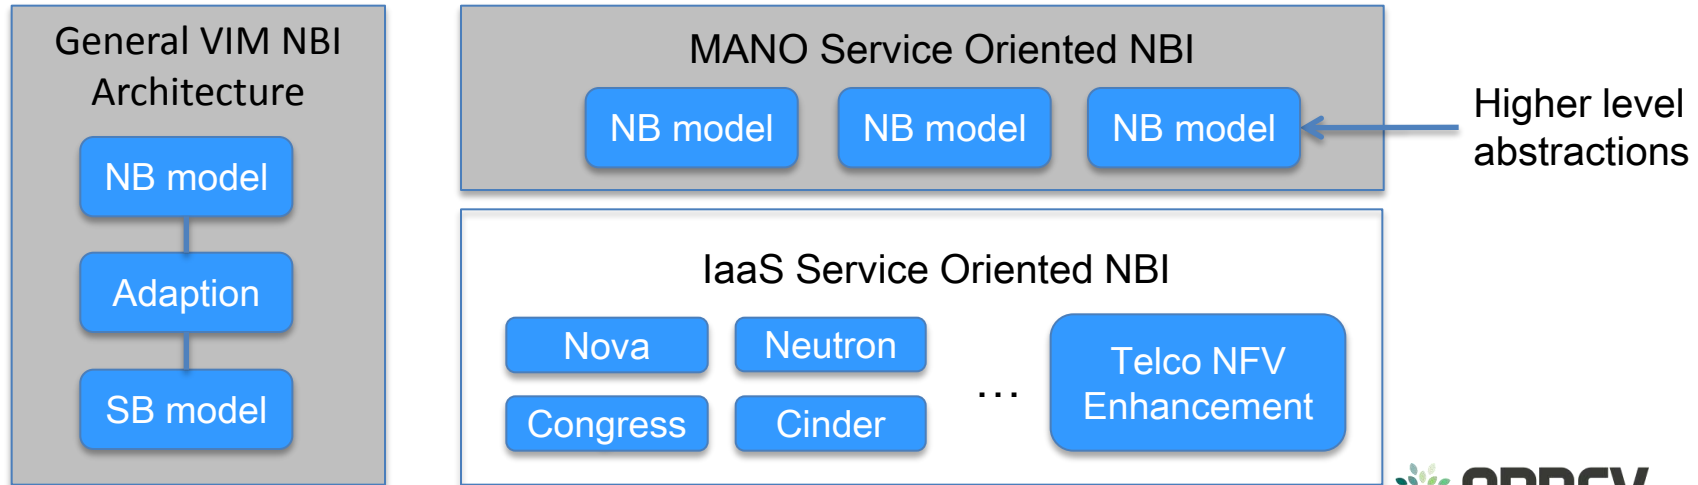 General VIM NBI
Architecture
NB model
Adaption
SB model
MANO Service Oriented NBI
NB model
NB model
NB model
Higher level
abstractions
IaaS Service Oriented NBI
Nova
Neutron
Congress
Cinder
...
Telco NFV
Enhancement